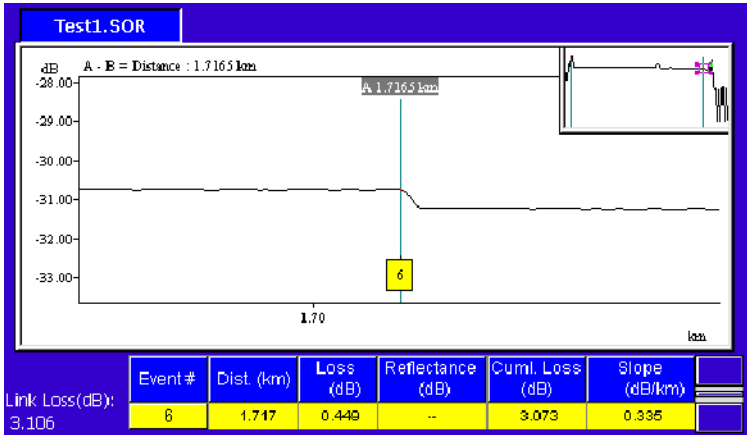 Test1.SOR
dB A - B = Distance : 1.7165 km
-28.00
A 1.7165 km
-29.00
-30.00
-31.00
-32.00
-33.00
6
1.70
km
Link Loss(dB):
3.106
Event # Dist. (km) Loss (dB) Reflectance (dB) Cuml. Loss (dB) Slope (dB/km)
6 1.717 0.449 -- 3.073 0.335